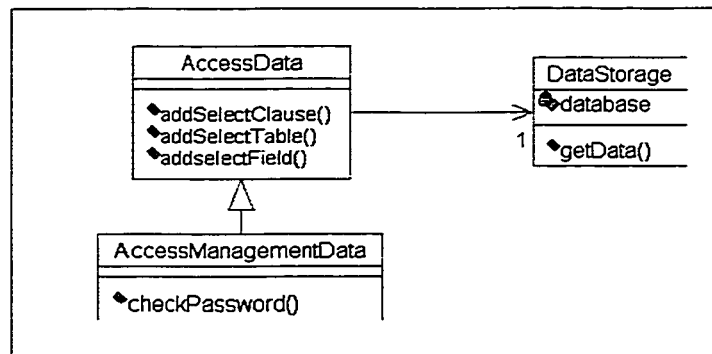 AccessData
addSelectClause()
addSelectTable()
addselectField()
1
DataStorage
database
getData()
AccessManagementData
checkPassword()